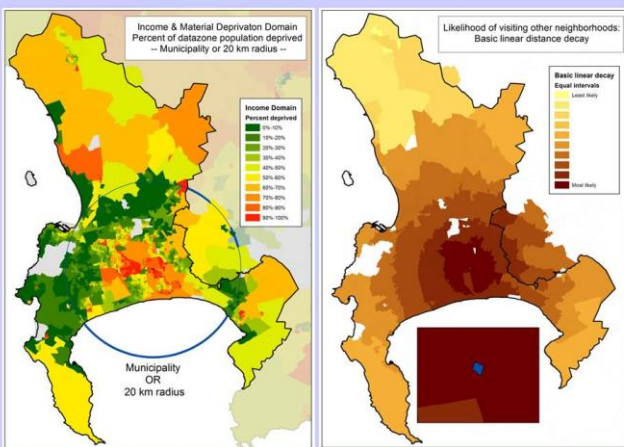 Income & Material Deprivaton Domain
Percent of datazone population deprived
-- Municipality or 20 km radius --
Income Domain
Percent deprived
0%-10%
10%-20%
20%-30%
30%-40%
40%-50%
50%-60%
60%-70%
70%-80%
80%-90%
90%-100%
Municipality
OR
20 km radius
Likelihood of visiting other neighborhoods:
Basic linear distance decay
Basic linear decay
Equal intervals
Least likely
Most likely